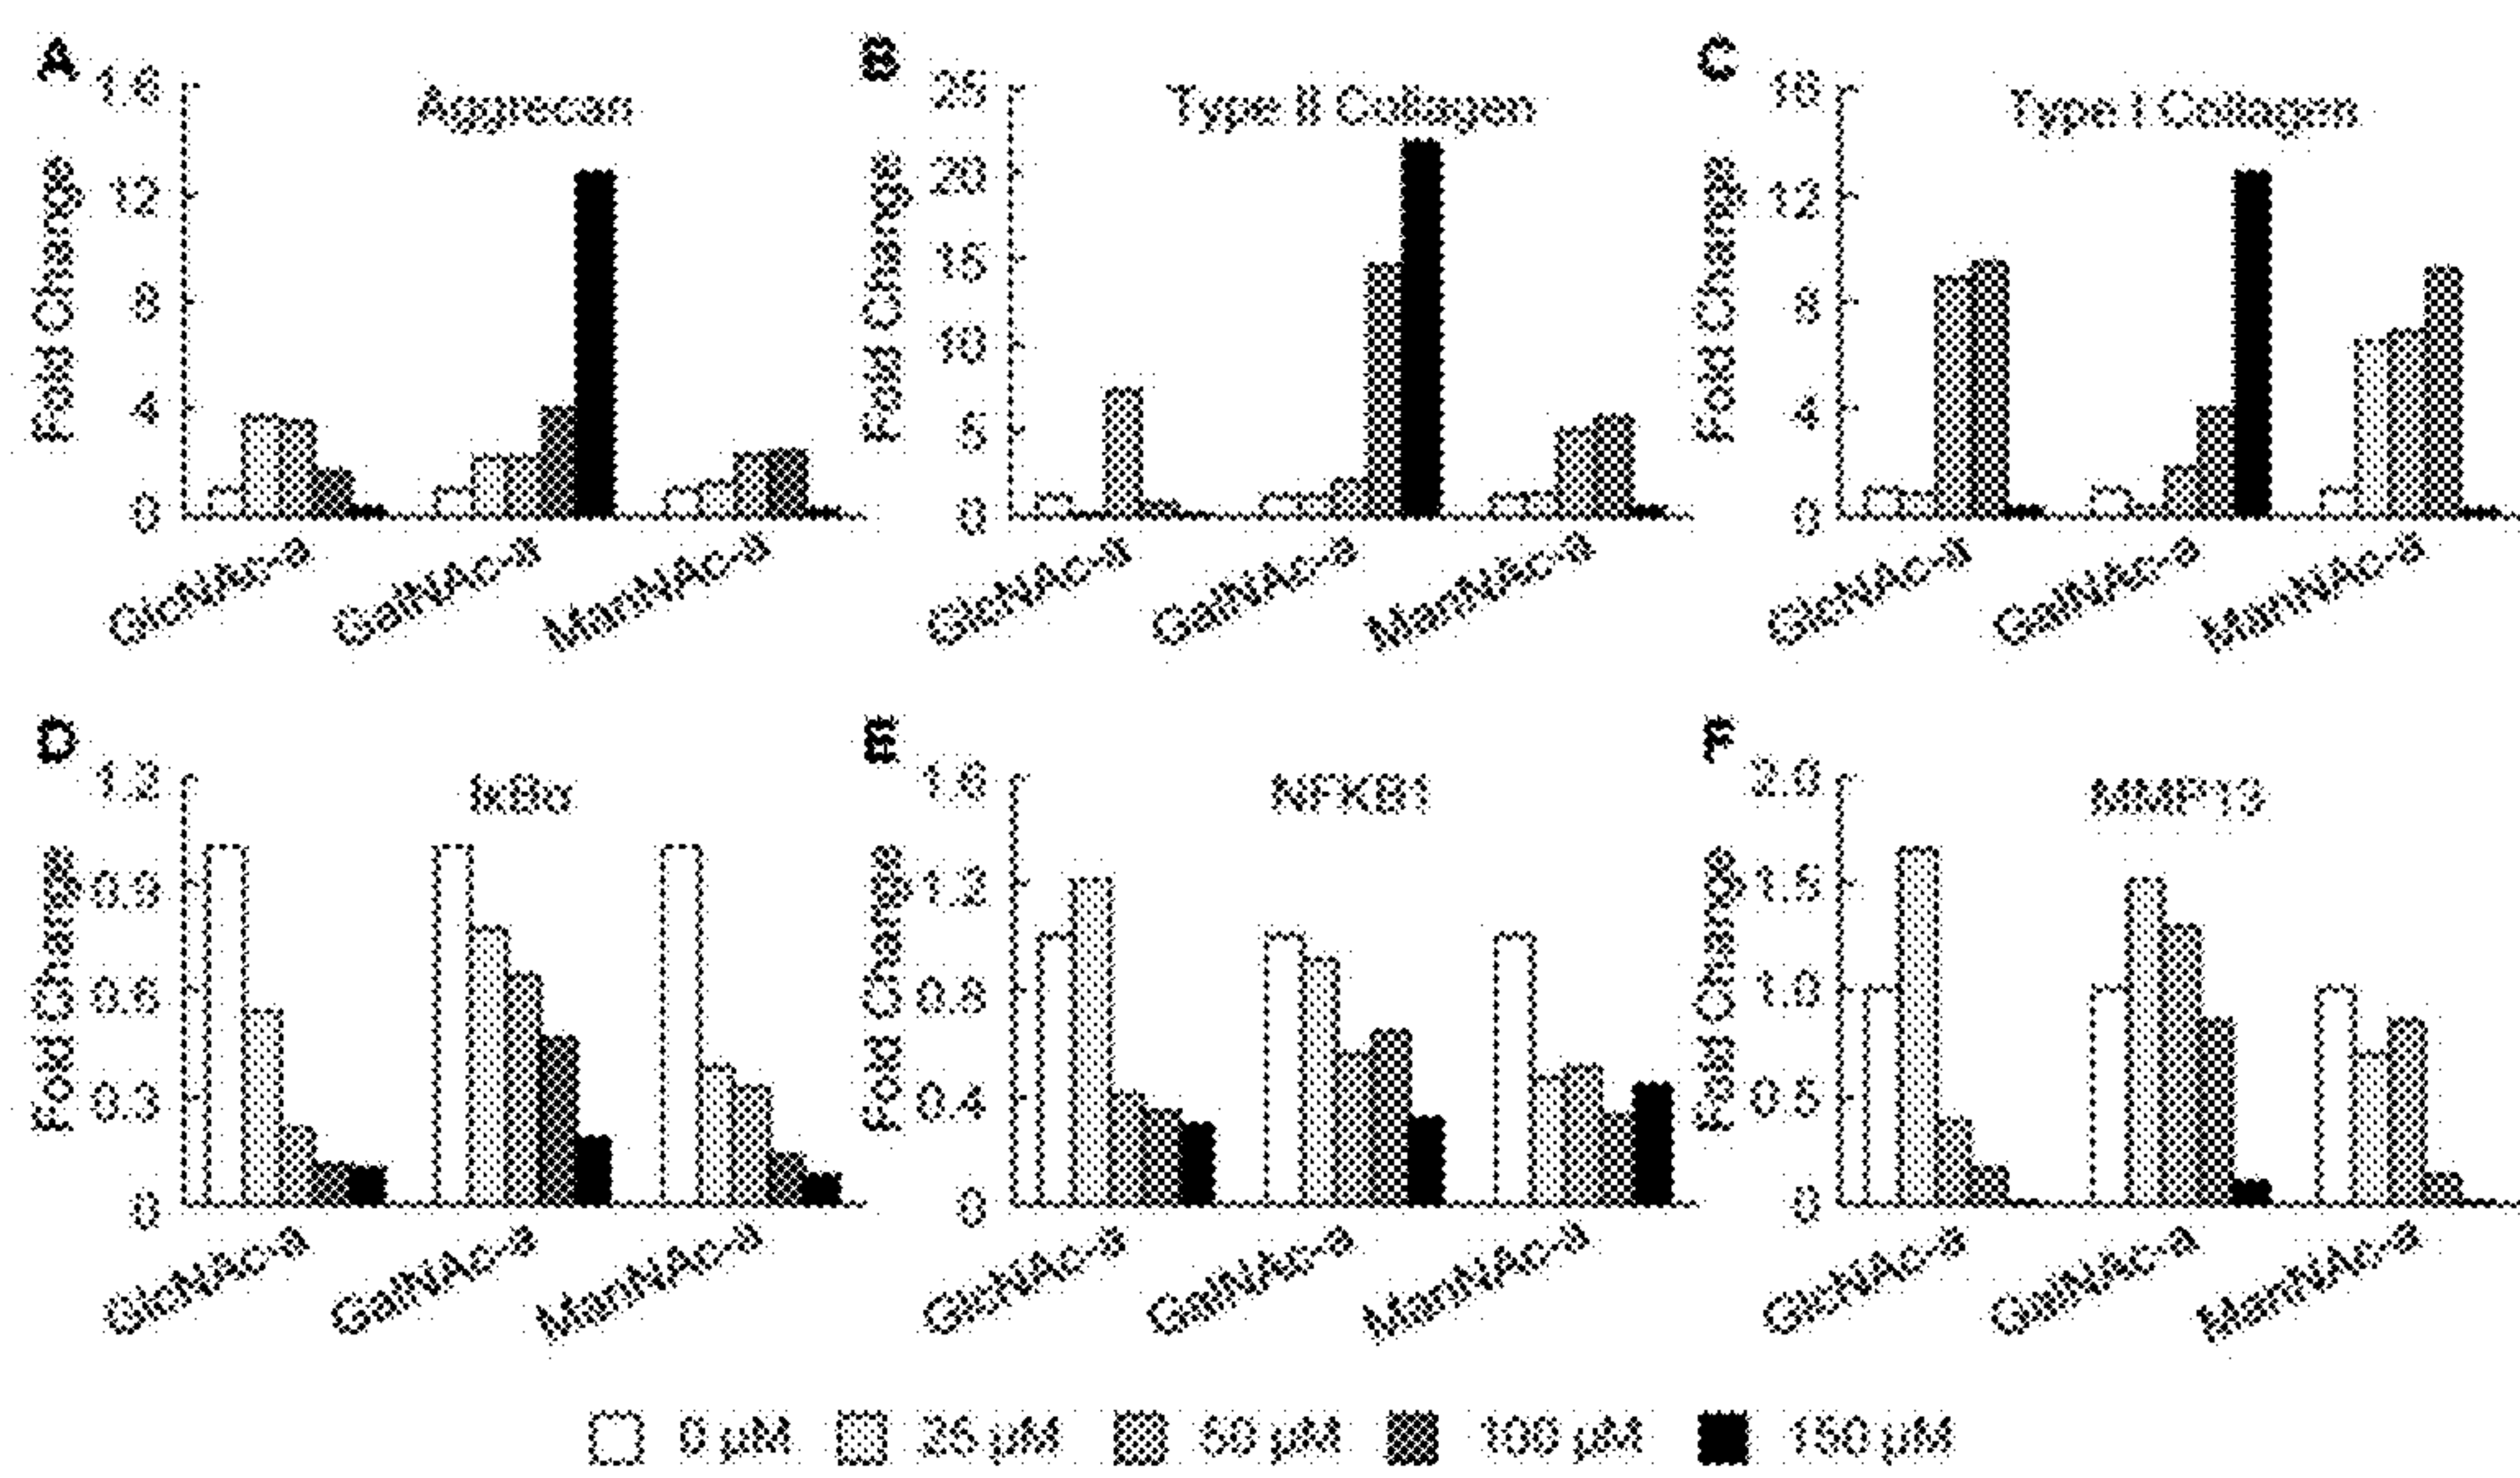 A
Aggrecan
Fold Change
16
12
8
4
0
GlcNAc-a
GalNAc-a
ManNAc-a
B
Type II Collagen
Fold Change
25
20
15
10
5
0
GlcNAc-a
GalNAc-a
ManNAc-a
C
Type I Collagen
Fold Change
16
12
8
4
0
GlcNAc-a
GalNAc-a
ManNAc-a
D
IκBα
Fold Change
1.2
0.9
0.6
0.3
0
GlcNAc-a
GalNAc-a
ManNAc-a
E
NFKB1
Fold Change
1.6
1.2
0.8
0.4
0
GlcNAc-a
GalNAc-a
ManNAc-a
F
MMP13
Fold Change
2.0
1.5
1.0
0.5
0
GlcNAc-a
GalNAc-a
ManNAc-a
0 µM 25 µM 50 µM 100 µM 150 µM